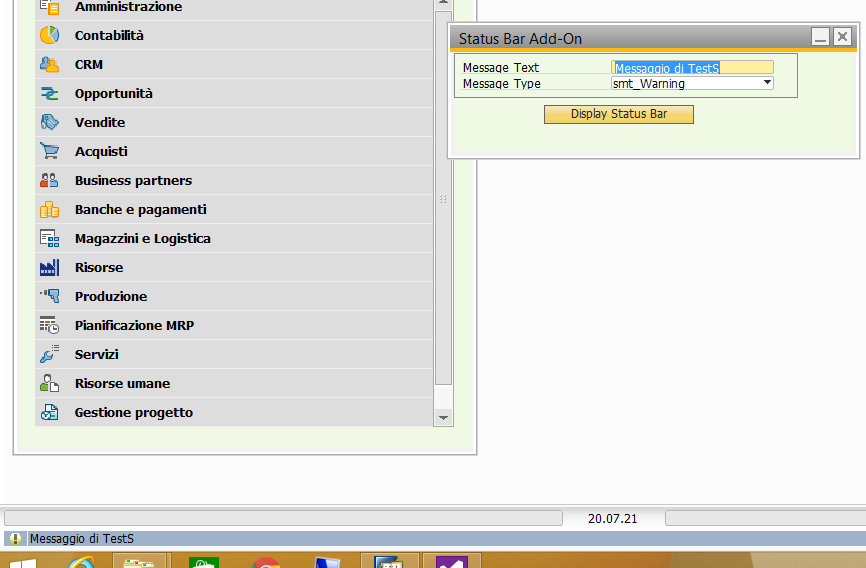 Amministrazione
Contabilità
CRM
Opportunità
Vendite
Acquisti
Business partners
Banche e pagamenti
Magazzini e Logistica
Risorse
Produzione
Pianificazione MRP
Servizi
Risorse umane
Gestione progetto
Status Bar Add-On
Message Text Messaggio di TestS
Message Type smt_Warning
Display Status Bar
20.07.21
Messaggio di TestS